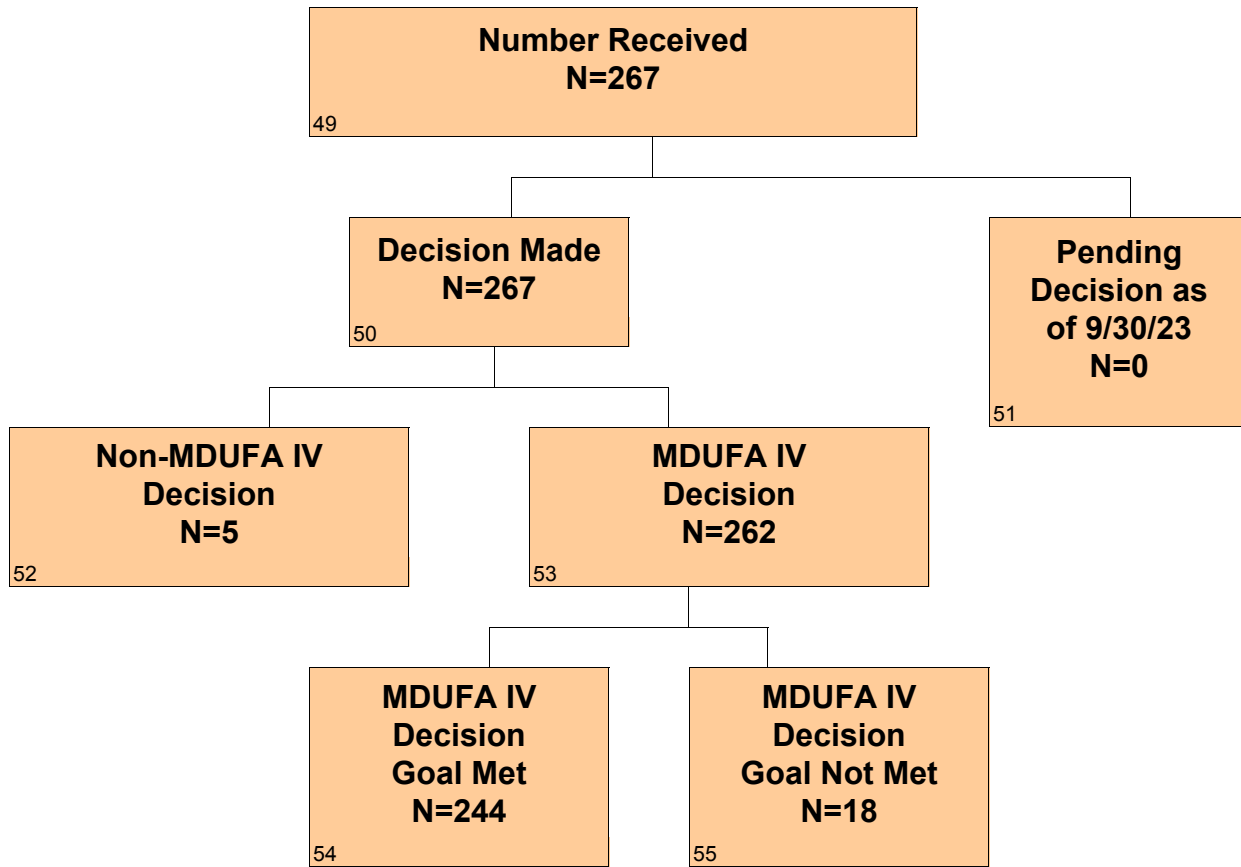 Number Received
N=267
49
Decision Made
N=267
50
Pending
Decision as
of 9/30/23
N=0
51
Non-MDUFA IV
Decision
N=5
52
MDUFA IV
Decision
N=262
53
MDUFA IV
Decision
Goal Met
N=244
54
MDUFA IV
Decision
Goal Not Met
N=18
55